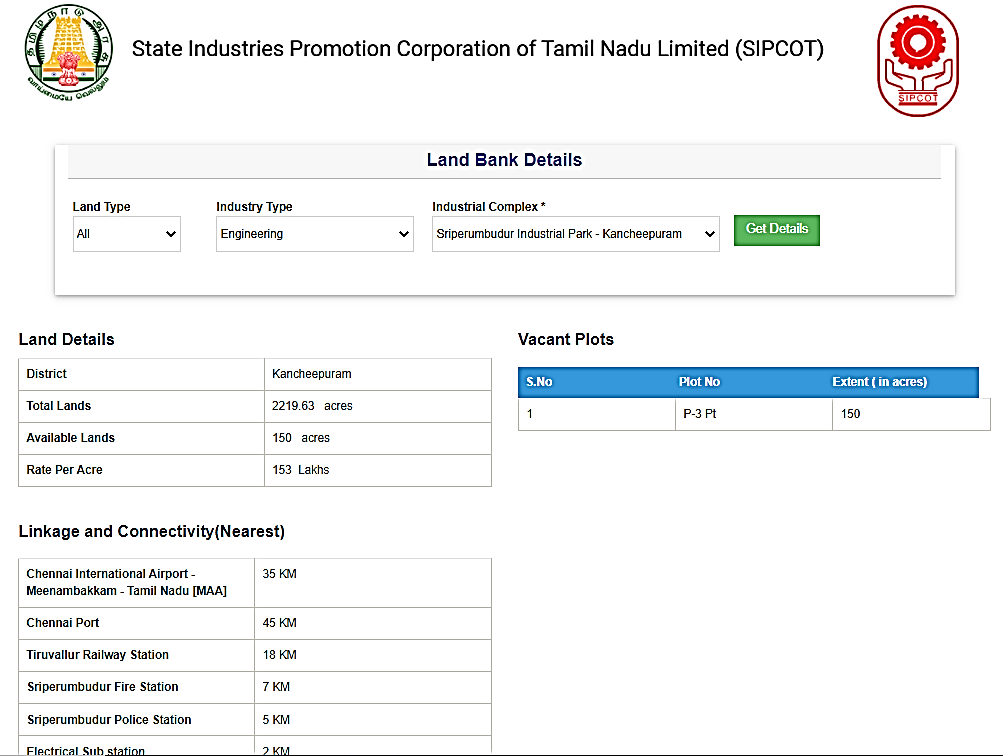 தமிழ்நாடு அரசு
வாய்மையே வெல்லும்
State Industries Promotion Corporation of Tamil Nadu Limited (SIPCOT)
SIPCOT
Land Bank Details
Land Type Industry Type Industrial Complex *
All Engineering Sriperumbudur Industrial Park - Kancheepuram Get Details
Land Details
District Kancheepuram
Total Lands 2219.63 acres
Available Lands 150 acres
Rate Per Acre 153 Lakhs
Vacant Plots
S.No Plot No Extent ( in acres)
1 P-3 Pt 150
Linkage and Connectivity(Nearest)
Chennai International Airport - 35 KM
Meenambakkam - Tamil Nadu [MAA]
Chennai Port 45 KM
Tiruvallur Railway Station 18 KM
Sriperumbudur Fire Station 7 KM
Sriperumbudur Police Station 5 KM
Electrical Sub.station 2 KM